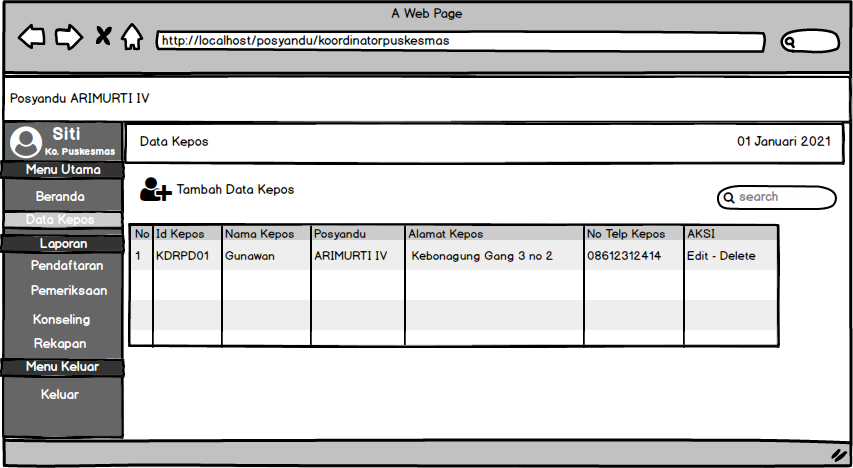 A Web Page
http://localhost/posyandu/koordinatorpuskesmas
Posyandu ARIMURTI IV
Siti
Ko. Puskesmas
Menu Utama
Beranda
Data Kepos
Laporan
Pendaftaran
Pemeriksaan
Konseling
Rekapan
Menu Keluar
Keluar
Data Kepos 01 Januari 2021
Tambah Data Kepos
search
No Id Kepos Nama Kepos Posyandu Alamat Kepos No Telp Kepos AKSI
1 KDRPD01 Gunawan ARIMURTI IV Kebonagung Gang 3 no 2 08612312414 Edit - Delete